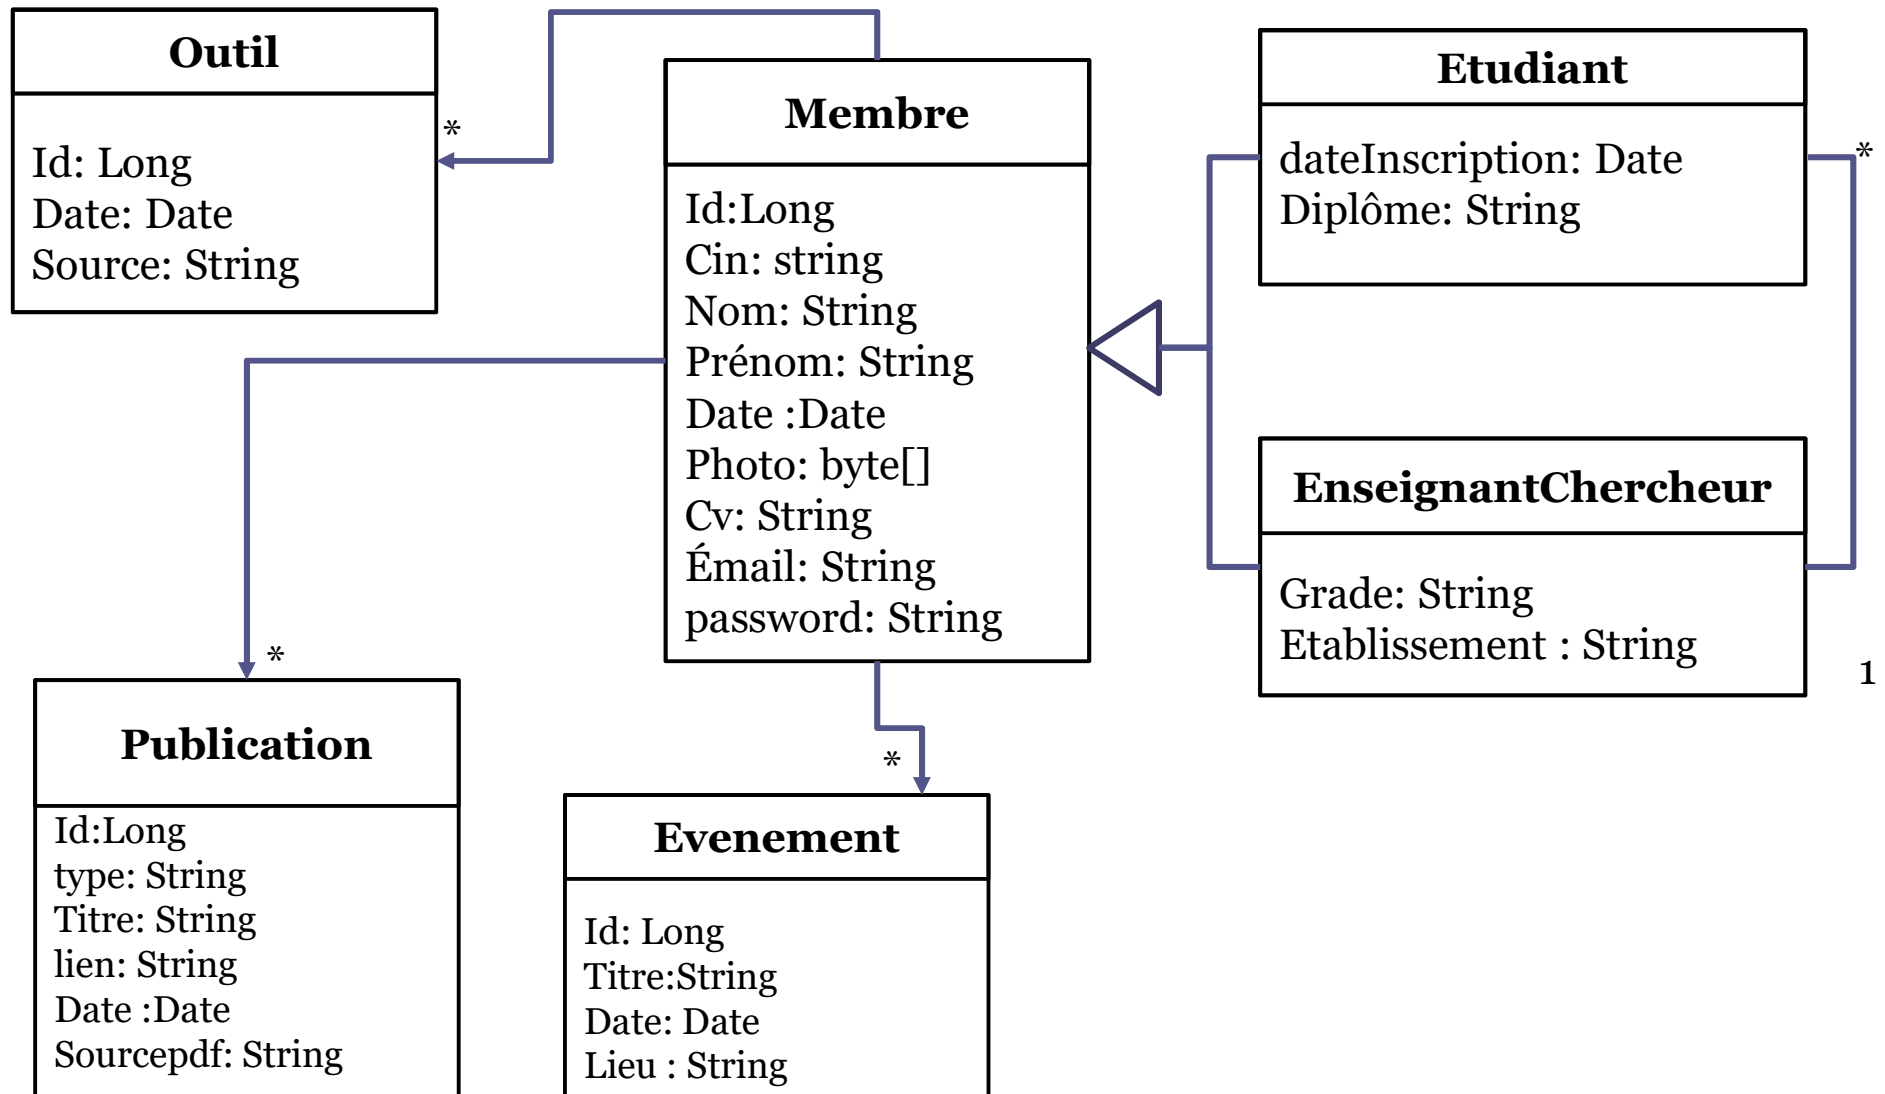 Outil
Id: Long
Date: Date
Source: String
*
Membre
Id:Long
Cin: string
Nom: String
Prénom: String
Date :Date
Photo: byte[]
Cv: String
Émail: String
password: String
Etudiant
dateInscription: Date
Diplôme: String
*
EnseignantChercheur
Grade: String
Etablissement : String
1
*
Publication
Id:Long
type: String
Titre: String
lien: String
Date :Date
Sourcepdf: String
*
Evenement
Id: Long
Titre:String
Date: Date
Lieu : String